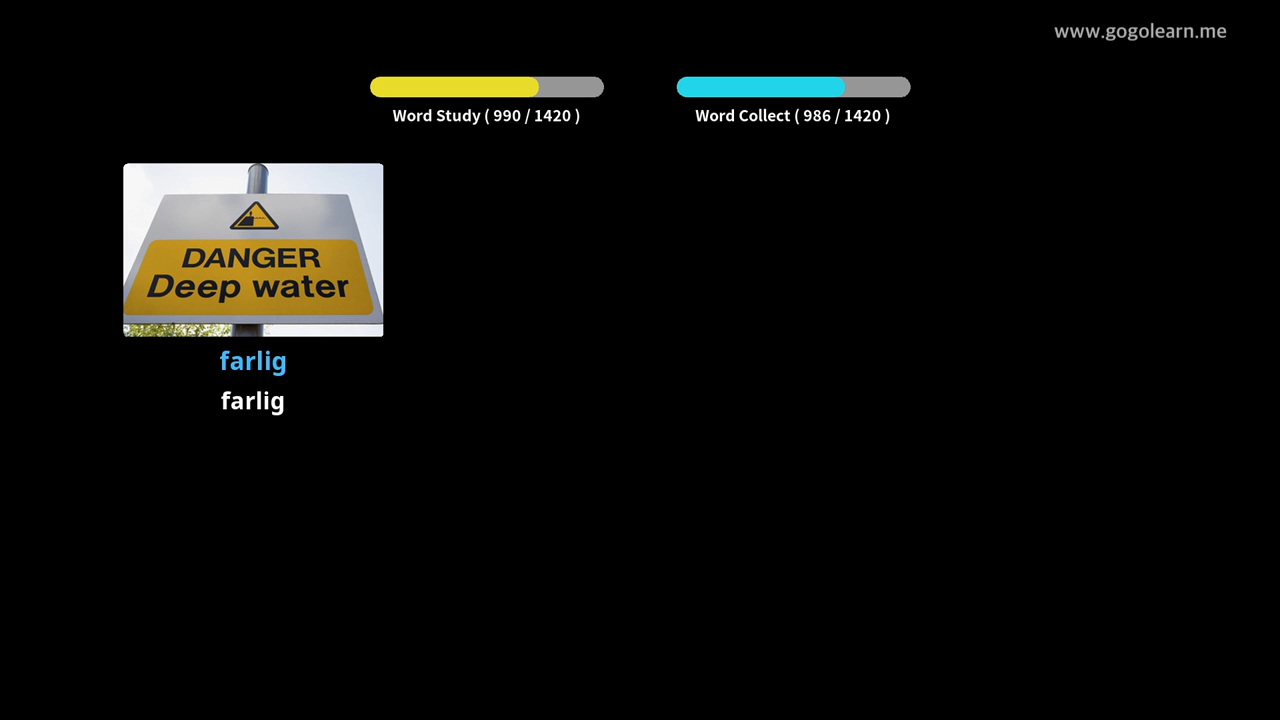 www.gogolearn.me
Word Study ( 990 / 1420 )
Word Collect ( 986 / 1420 )
DANGER
Deep water
farlig
farlig